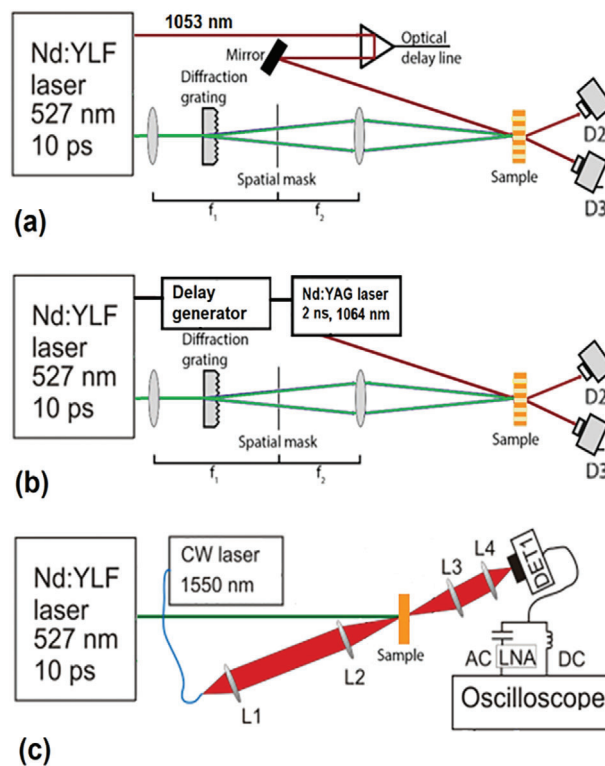 1053 nm
Nd:YLF
laser
527 nm
10 ps
Mirror
Optical
delay line
Diffraction
grating
D2
D3
Sample
Spatial mask
f1
f2
(a)
Nd:YLF
laser
527 nm
10 ps
Delay
generator
Nd:YAG laser
2 ns, 1064 nm
Diffraction
grating
D2
D3
Sample
Spatial mask
f1
f2
(b)
Nd:YLF
laser
527 nm
10 ps
CW laser
1550 nm
L1
L2
Sample
L3
L4
DET1
AC
LNA
DC
Oscilloscope
(c)